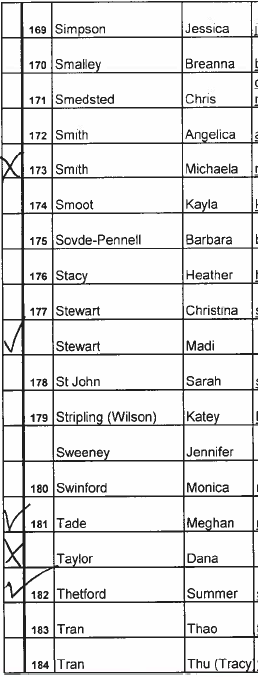 169 Simpson Jessica
170 Smalley Breanna
171 Smedsted Chris
172 Smith Angelica
173 Smith Michaela
174 Smoot Kayla
175 Sovde-Pennell Barbara
176 Stacy Heather
177 Stewart Christina
Stewart Madi
178 St John Sarah
179 Stripling (Wilson) Katey
Sweeney Jennifer
180 Swinford Monica
181 Tade Meghan
Taylor Dana
182 Thetford Summer
183 Tran Thao
184 Tran Thu (Tracy